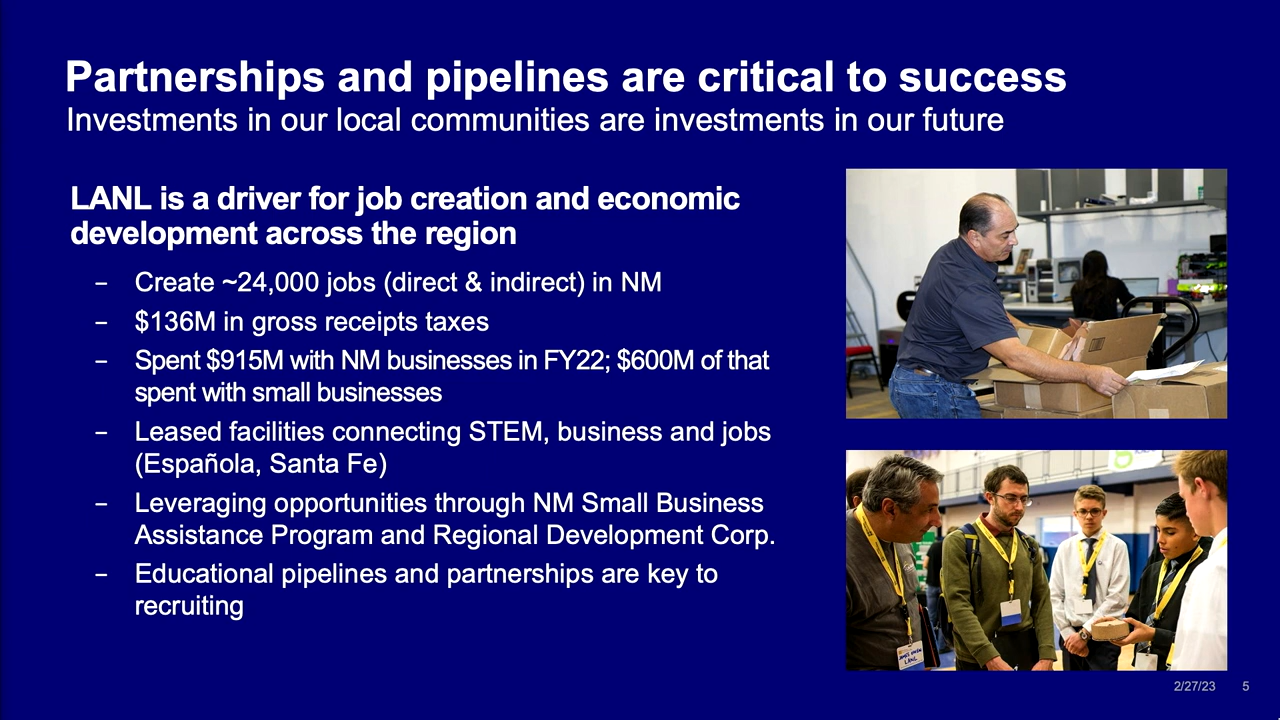 Partnerships and pipelines are critical to success
Investments in our local communities are investments in our future
LANL is a driver for job creation and economic
development across the region
– Create ~24,000 jobs (direct & indirect) in NM
– $136M in gross receipts taxes
– Spent $915M with NM businesses in FY22; $600M of that
spent with small businesses
– Leased facilities connecting STEM, business and jobs
(Española, Santa Fe)
– Leveraging opportunities through NM Small Business
Assistance Program and Regional Development Corp.
– Educational pipelines and partnerships are key to
recruiting
LANL
2/27/23 5